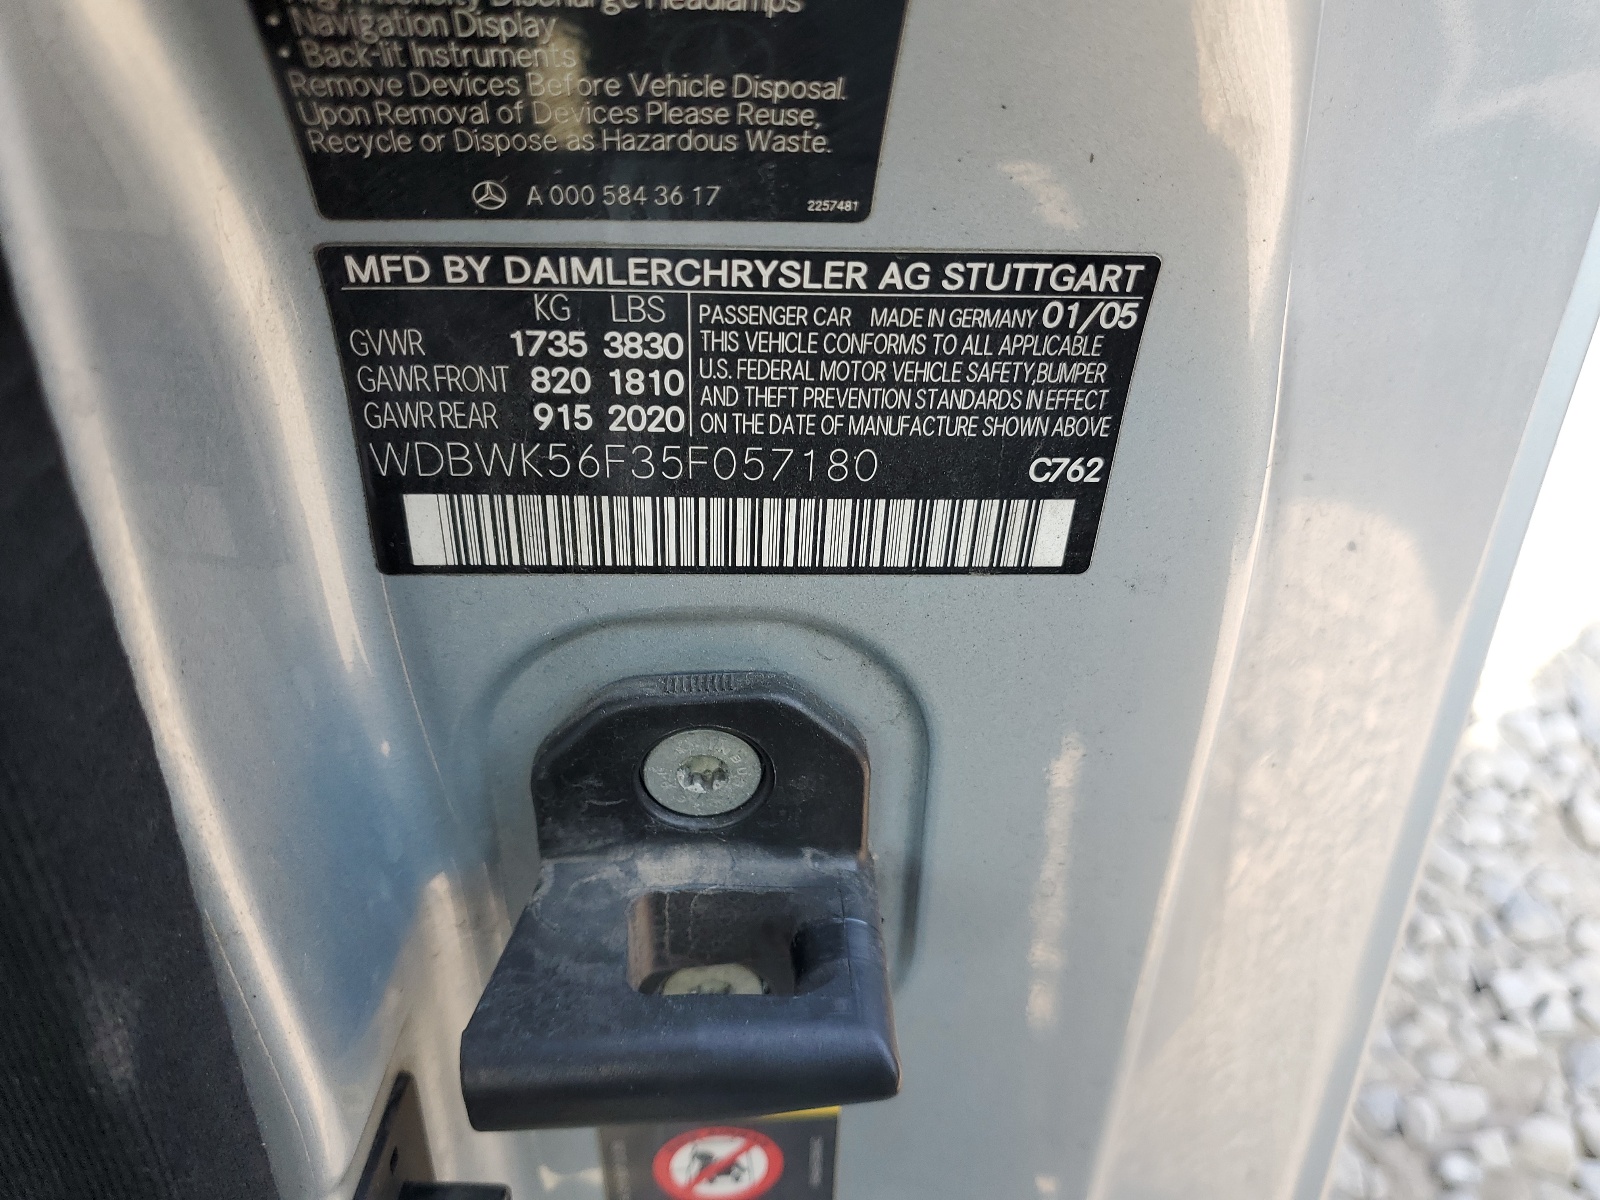 High Intensity Discharge Headlamps
• Navigation Display
• Back-lit Instruments
Remove Devices Before Vehicle Disposal.
Upon Removal of Devices Please Reuse,
Recycle or Dispose as Hazardous Waste.
A 000 584 36 17
2257481
MFD BY DAIMLERCHRYSLER AG STUTTGART
KG LBS
GVWR 1735 3830
GAWR FRONT 820 1810
GAWR REAR 915 2020
PASSENGER CAR MADE IN GERMANY 01/05
THIS VEHICLE CONFORMS TO ALL APPLICABLE
U.S. FEDERAL MOTOR VEHICLE SAFETY,BUMPER
AND THEFT PREVENTION STANDARDS IN EFFECT
ON THE DATE OF MANUFACTURE SHOWN ABOVE
WDBWK56F35F057180
C762